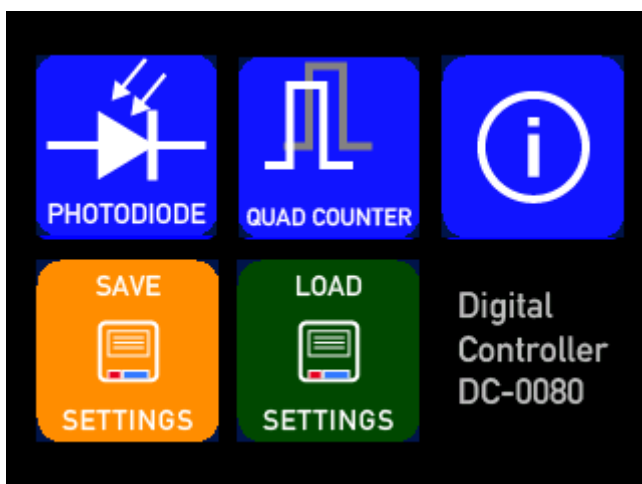 PHOTODIODE
QUAD COUNTER
i
SAVE
SETTINGS
LOAD
SETTINGS
Digital
Controller
DC-0080